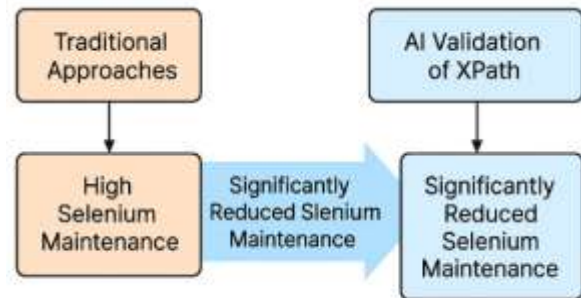 Traditional
Approaches
AI Validation
of XPath
High
Selenium
Maintenance
Significantly
Reduced Slenium
Maintenance
Significantly
Reduced
Selenium
Maintenance